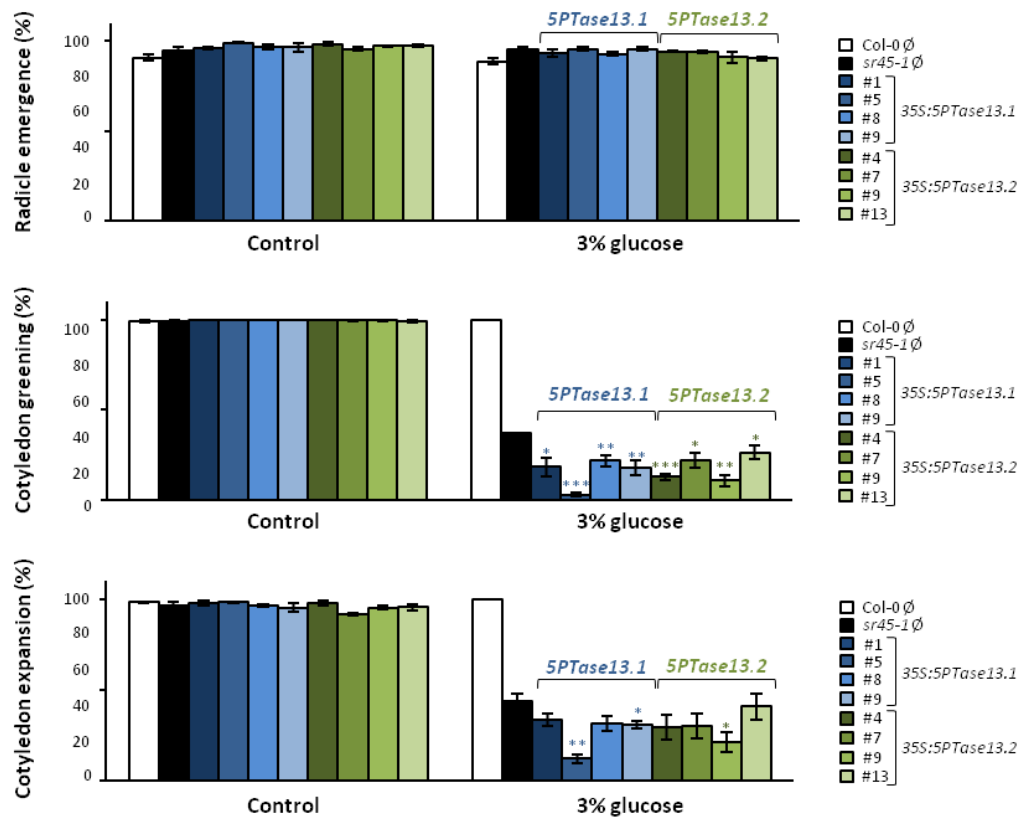 Radicle emergence (%)
100
80
60
40
20
0
5PTase13.1
5PTase13.2
Control
3% glucose
Col-0 Ø
sr45-1 Ø
#1
#5
#8
#9
35S:5PTase13.1
#4
#7
#9
#13
35S:5PTase13.2
Cotyledon greening (%)
100
80
60
40
20
0
5PTase13.1
5PTase13.2
*
***
**
**
***
*
**
*
Control
3% glucose
Col-0 Ø
sr45-1 Ø
#1
#5
#8
#9
35S:5PTase13.1
#4
#7
#9
#13
35S:5PTase13.2
Cotyledon expansion (%)
100
80
60
40
20
0
5PTase13.1
5PTase13.2
**
*
*
Control
3% glucose
Col-0 Ø
sr45-1 Ø
#1
#5
#8
#9
35S:5PTase13.1
#4
#7
#9
#13
35S:5PTase13.2